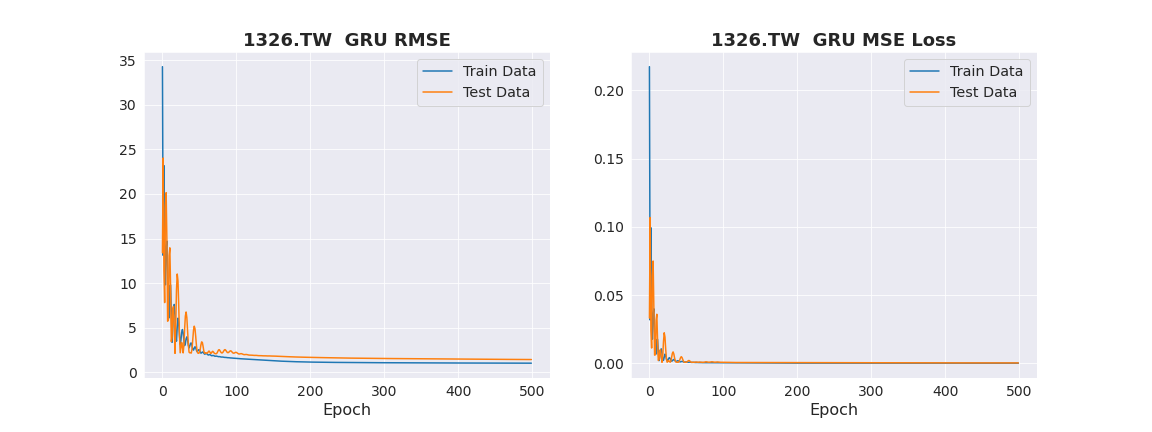 1326.TW  GRU RMSE
35
30
25
20
15
10
5
0
0 100 200 300 400 500
Epoch
Train Data
Test Data
1326.TW  GRU MSE Loss
0.20
0.15
0.10
0.05
0.00
0 100 200 300 400 500
Epoch
Train Data
Test Data